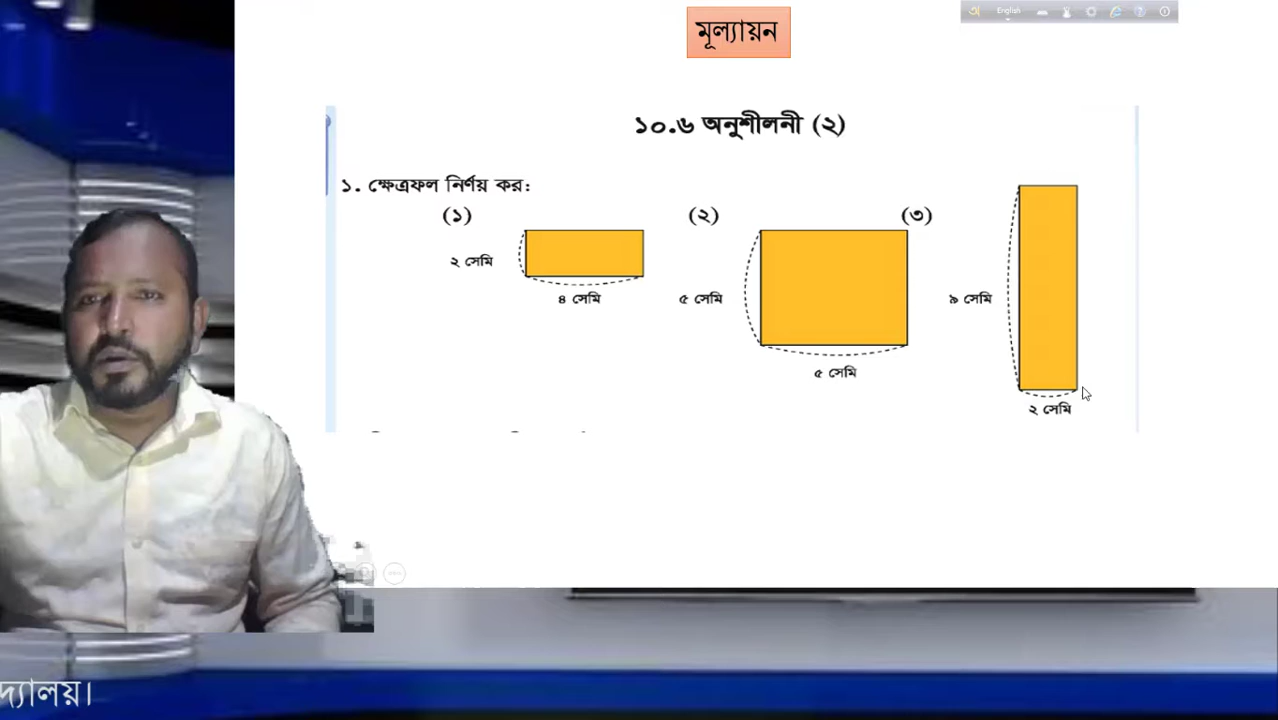 English
মূল্যায়ন
১০.৬ অনুশীলনী (২)
১. ক্ষেত্রফল নির্ণয় কর:
(১) (২) (৩)
২ সেমি
৪ সেমি
৫ সেমি
৫ সেমি
৯ সেমি
২ সেমি
দ্যালয়।